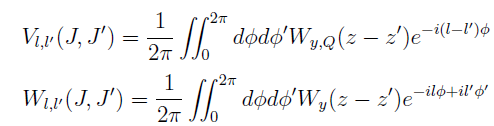 V_{l,l'}(J, J') = \frac{1}{2\pi} \iint_0^{2\pi} d\phi d\phi' W_{y,Q}(z - z') e^{-i(l-l')\phi}
W_{l,l'}(J, J') = \frac{1}{2\pi} \iint_0^{2\pi} d\phi d\phi' W_y(z - z') e^{-il\phi+il'\phi'}